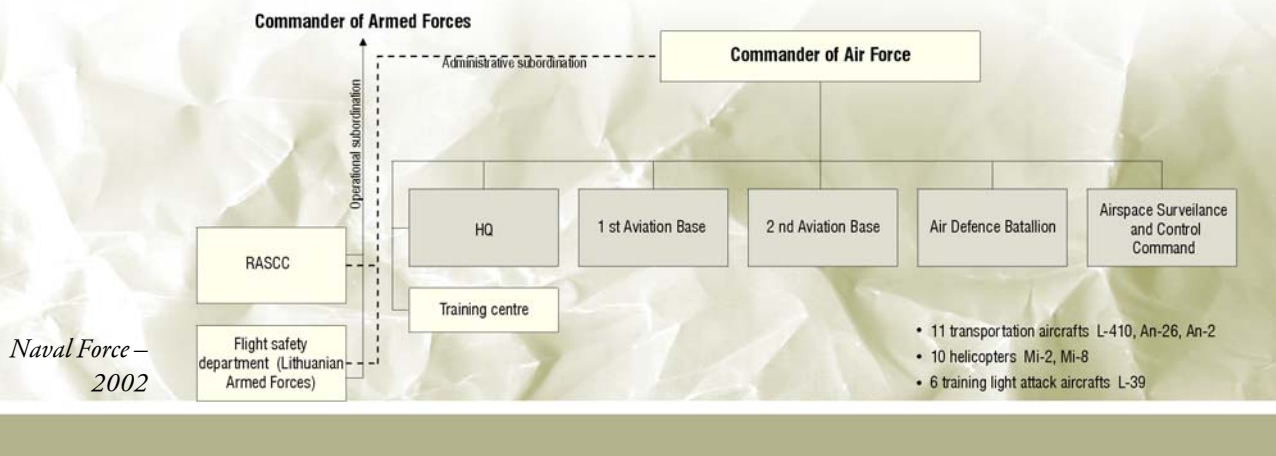 Commander of Armed Forces
Commander of Air Force
Administrative subordination
Operational subordination
HQ
1 st Aviation Base
2 nd Aviation Base
Air Defence Batallion
Airspace Surveilance
and Control
Command
RASCC
Training centre
Flight safety
department (Lithuanian
Armed Forces)
• 11 transportation aircrafts L-410, An-26, An-2
• 10 helicopters Mi-2, Mi-8
• 6 training light attack aircrafts L-39
Naval Force –
2002